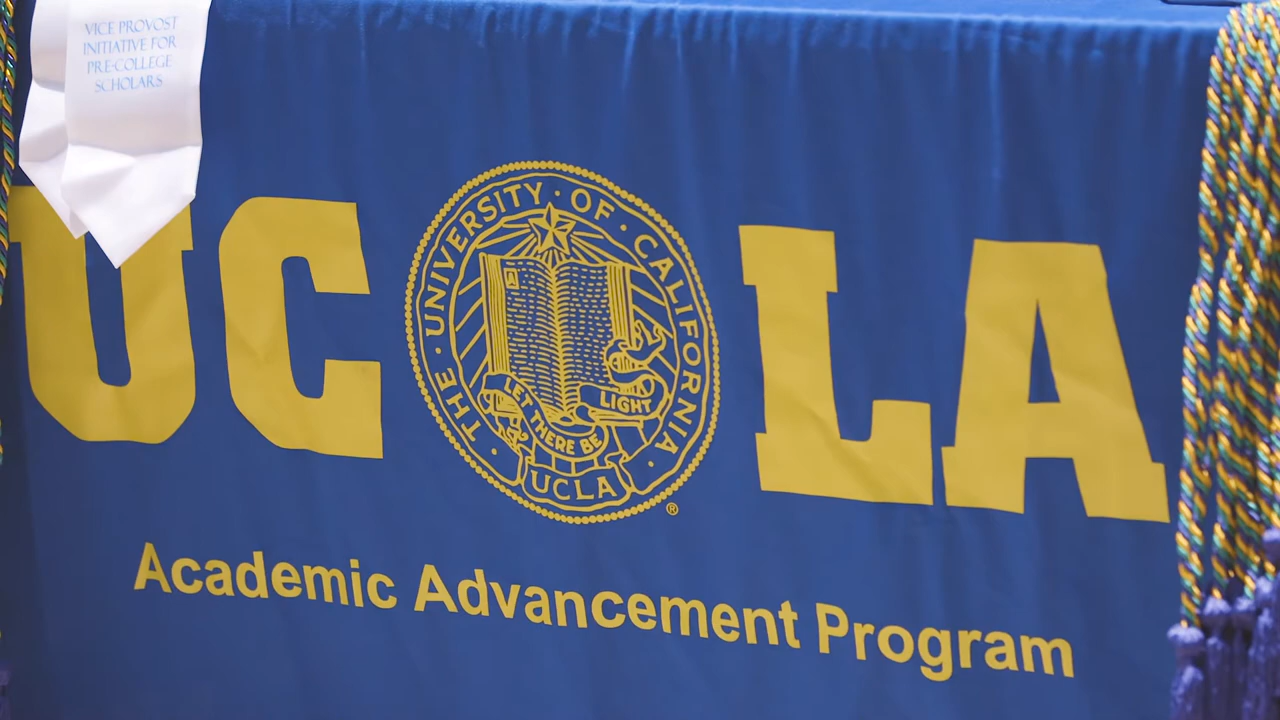 VICE PROVOST
INITIATIVE FOR
PRE-COLLEGE
SCHOLARS
UC LA
· THE · UNIVERSITY · OF · CALIFORNIA ·
LET THERE BE
LIGHT
UCLA
®
Academic Advancement Program